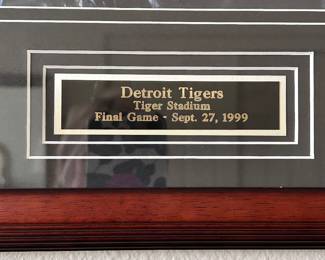 Detroit Tigers
Tiger Stadium
Final Game - Sept. 27, 1999